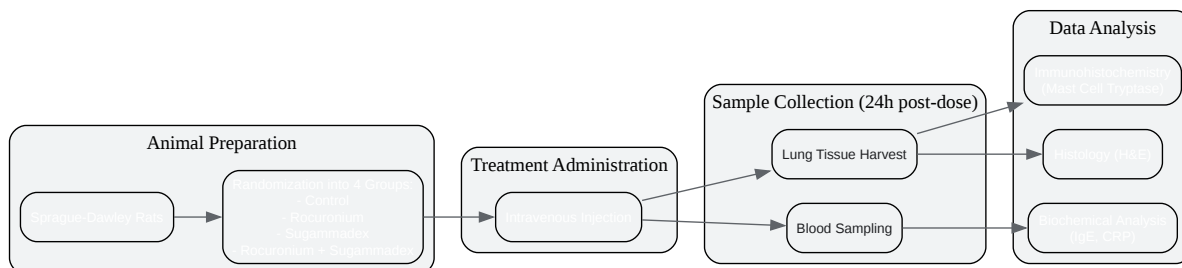 Animal Preparation
Sprague-Dawley Rats
Randomization into 4 Groups:
- Control
- Rocuronium
- Sugammadex
- Rocuronium + Sugammadex
Treatment Administration
Intravenous Injection
Sample Collection (24h post-dose)
Lung Tissue Harvest
Blood Sampling
Data Analysis
Immunohistochemistry
(Mast Cell Tryptase)
Histology (H&E)
Biochemical Analysis
(IgE, CRP)